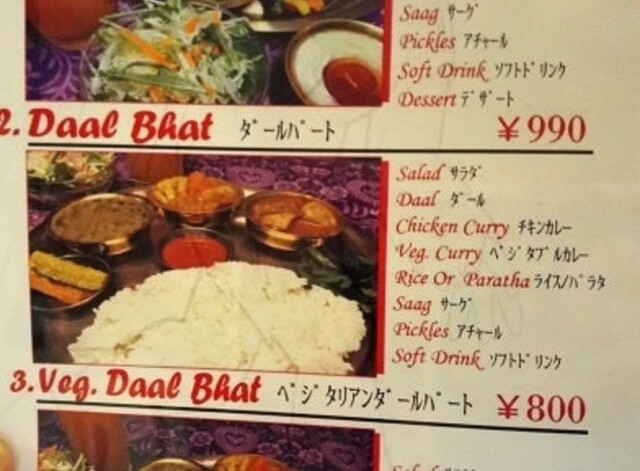 Saag ｻｰｸﾞ
Pickles ｱﾁｬｰﾙ
Soft Drink ｿﾌﾄﾄﾞﾘﾝｸ
Dessert ﾃﾞｻﾞｰﾄ
2. Daal Bhat ﾀﾞｰﾙﾊﾞｰﾄ ￥990
Salad ｻﾗﾀﾞ
Daal ﾀﾞｰﾙ
Chicken Curry ﾁｷﾝｶﾚｰ
Veg. Curry ﾍﾞｼﾞﾀﾌﾞﾙｶﾚｰ
Rice Or Paratha ﾗｲｽ/ﾊﾟﾗﾀ
Saag ｻｰｸﾞ
Pickles ｱﾁｬｰﾙ
Soft Drink ｿﾌﾄﾄﾞﾘﾝｸ
3. Veg. Daal Bhat ﾍﾞｼﾞﾀﾘｱﾝﾀﾞｰﾙﾊﾞｰﾄ ￥800